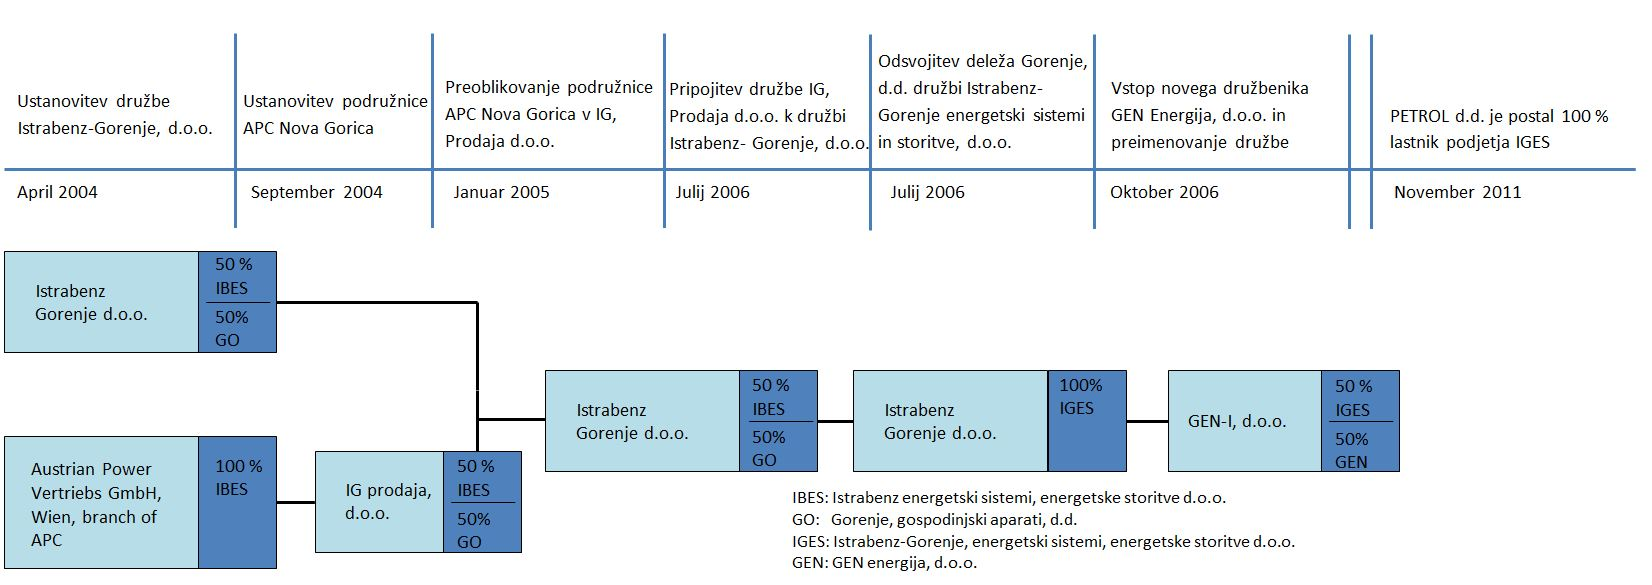 Ustanovitev družbe
Istrabenz-Gorenje, d.o.o.
Ustanovitev podružnice
APC Nova Gorica
Preoblikovanje podružnice
APC Nova Gorica v IG,
Prodaja d.o.o.
Pripojitev družbe IG,
Prodaja d.o.o. k družbi
Istrabenz- Gorenje, d.o.o.
Odsvojitev deleža Gorenje,
d.d. družbi Istrabenz-
Gorenje energetski sistemi
in storitve, d.o.o.
Vstop novega družbenika
GEN Energija, d.o.o. in
preimenovanje družbe
PETROL d.d. je postal 100 %
lastnik podjetja IGES
April 2004
September 2004
Januar 2005
Julij 2006
Julij 2006
Oktober 2006
November 2011
Istrabenz
Gorenje d.o.o.
50 %
IBES
50%
GO
Austrian Power
Vertriebs GmbH,
Wien, branch of
APC
100 %
IBES
IG prodaja,
d.o.o.
50 %
IBES
50%
GO
Istrabenz
Gorenje d.o.o.
50 %
IBES
50%
GO
Istrabenz
Gorenje d.o.o.
100%
IGES
GEN-I, d.o.o.
50 %
IGES
50%
GEN
IBES: Istrabenz energetski sistemi, energetske storitve d.o.o.
GO: Gorenje, gospodinjski aparati, d.d.
IGES: Istrabenz-Gorenje, energetski sistemi, energetske storitve d.o.o.
GEN: GEN energija, d.o.o.